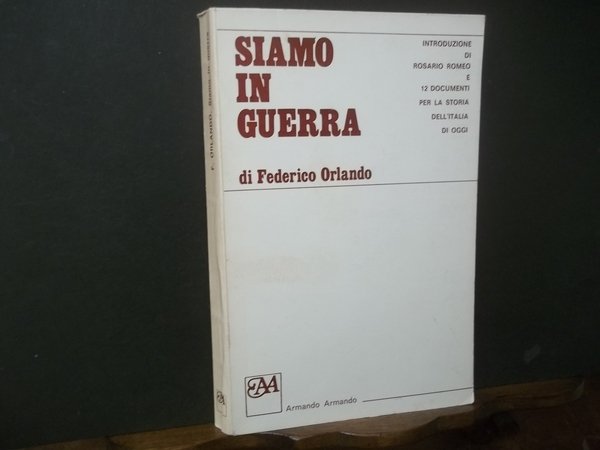 SIAMO
IN
GUERRA
di Federico Orlando
INTRODUZIONE
DI
ROSARIO ROMEO
E
12 DOCUMENTI
PER LA STORIA
DELL'ITALIA
DI OGGI
F. ORLANDO - Siamo in guerra
EAA
Armando Armando